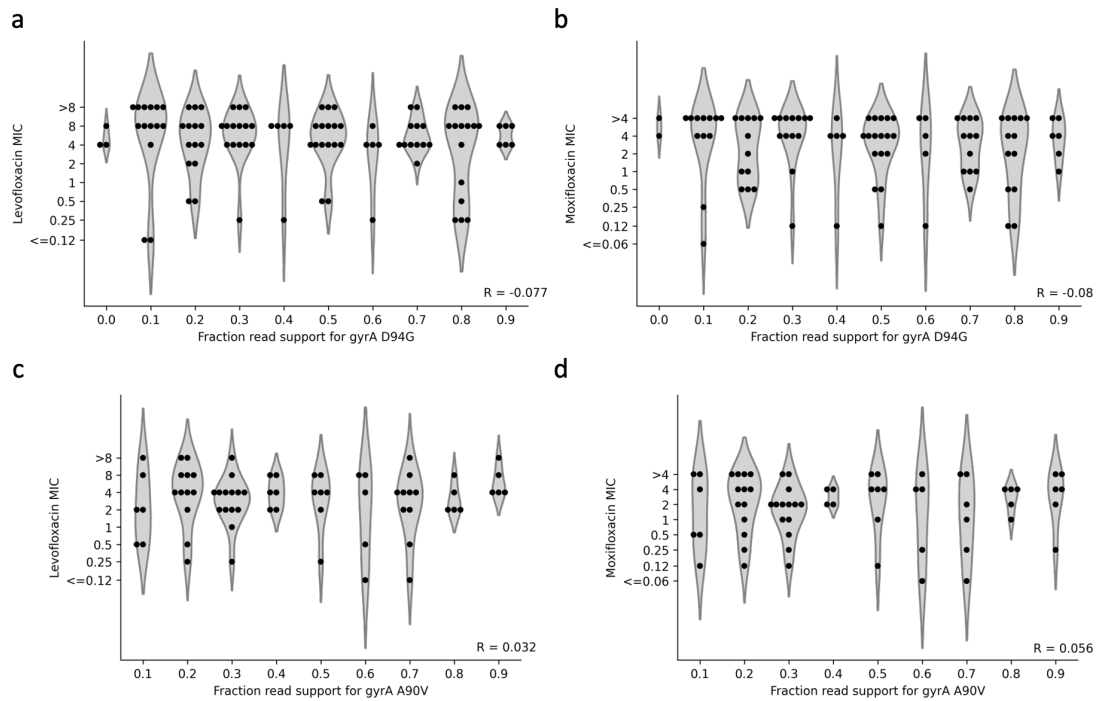 a
Levofloxacin MIC
>8
8
4
2
1
0.5
0.25
<=0.12
R = -0.077
0.0 0.1 0.2 0.3 0.4 0.5 0.6 0.7 0.8 0.9
Fraction read support for gyrA D94G
b
Moxifloxacin MIC
>4
4
2
1
0.5
0.25
0.12
<=0.06
R = -0.08
0.0 0.1 0.2 0.3 0.4 0.5 0.6 0.7 0.8 0.9
Fraction read support for gyrA D94G
c
Levofloxacin MIC
>8
8
4
2
1
0.5
0.25
<=0.12
R = 0.032
0.1 0.2 0.3 0.4 0.5 0.6 0.7 0.8 0.9
Fraction read support for gyrA A90V
d
Moxifloxacin MIC
>4
4
2
1
0.5
0.25
0.12
<=0.06
R = 0.056
0.1 0.2 0.3 0.4 0.5 0.6 0.7 0.8 0.9
Fraction read support for gyrA A90V